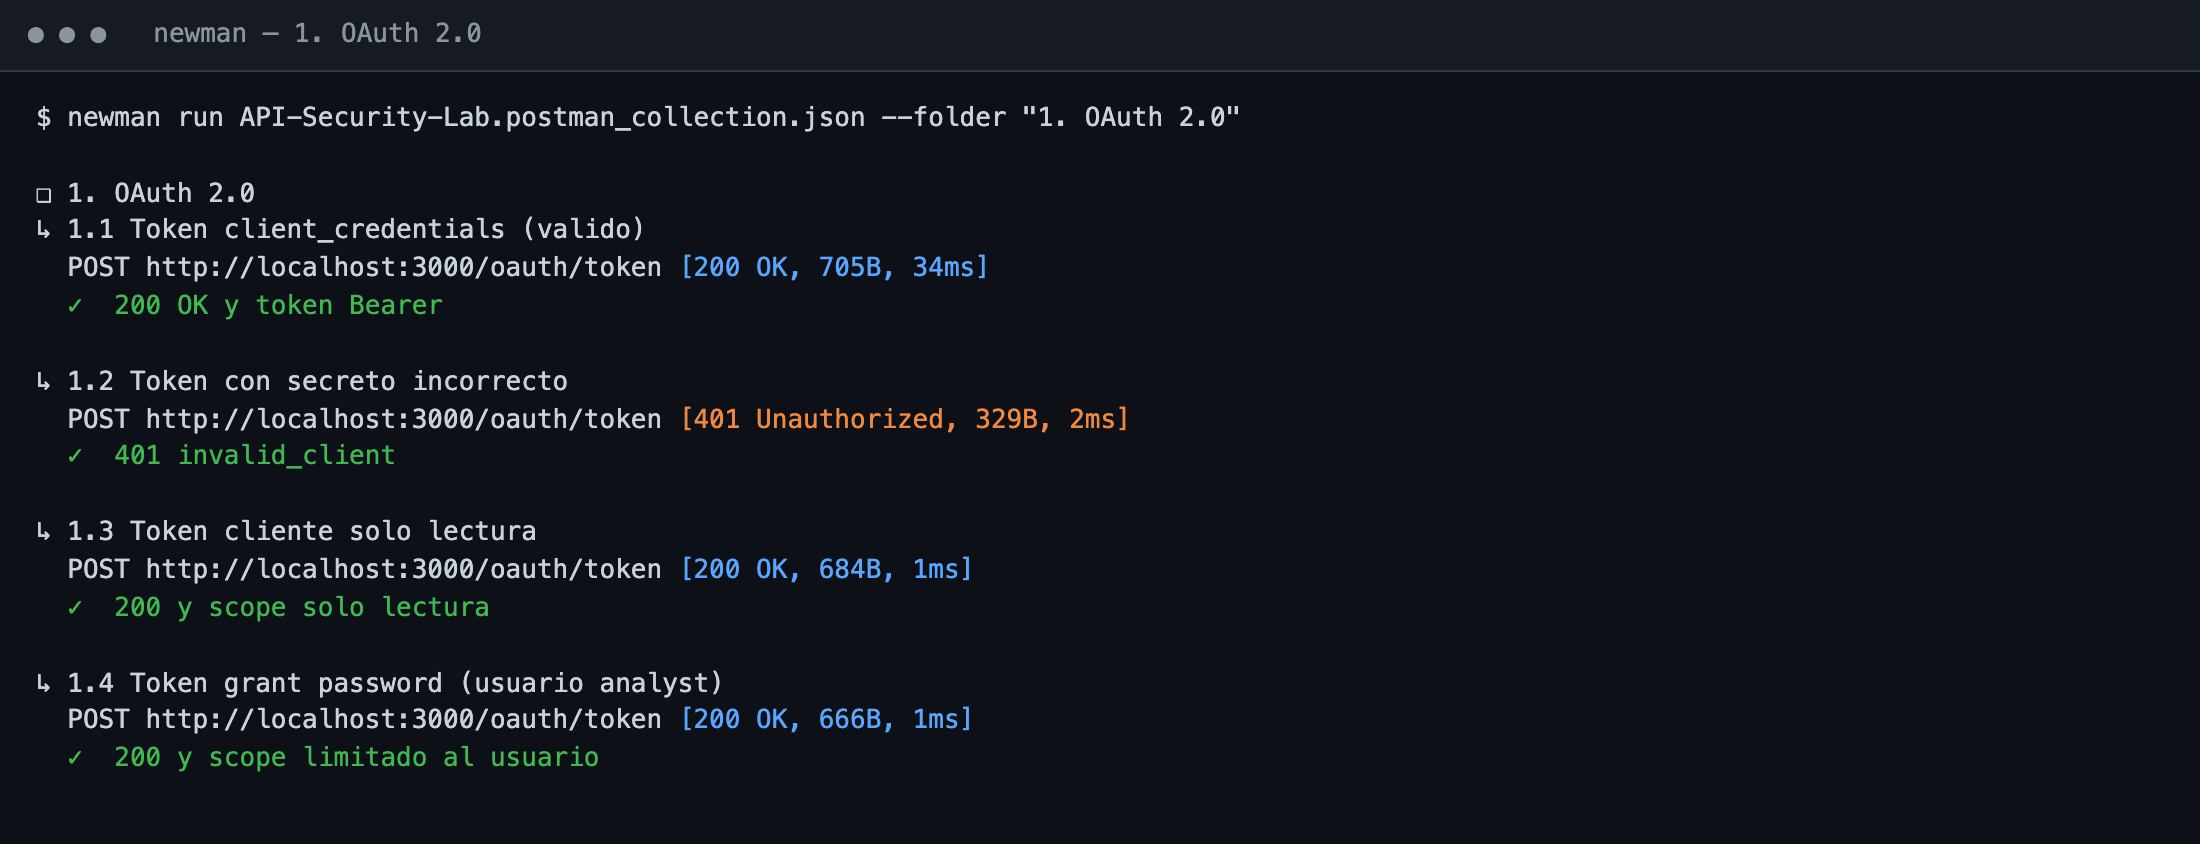 newman — 1. OAuth 2.0
$ newman run API-Security-Lab.postman_collection.json --folder "1. OAuth 2.0"
❏ 1. OAuth 2.0
↳ 1.1 Token client_credentials (valido)
POST http://localhost:3000/oauth/token [200 OK, 705B, 34ms]
✓ 200 OK y token Bearer
↳ 1.2 Token con secreto incorrecto
POST http://localhost:3000/oauth/token [401 Unauthorized, 329B, 2ms]
✓ 401 invalid_client
↳ 1.3 Token cliente solo lectura
POST http://localhost:3000/oauth/token [200 OK, 684B, 1ms]
✓ 200 y scope solo lectura
↳ 1.4 Token grant password (usuario analyst)
POST http://localhost:3000/oauth/token [200 OK, 666B, 1ms]
✓ 200 y scope limitado al usuario